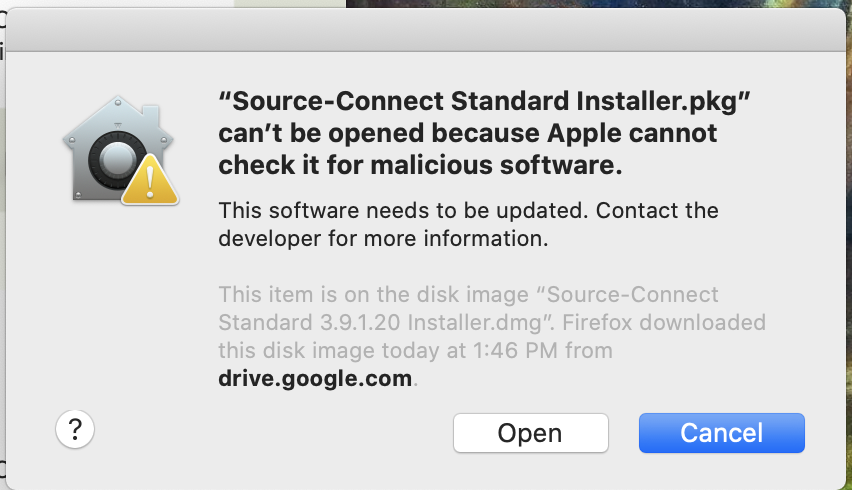 “Source-Connect Standard Installer.pkg”
can’t be opened because Apple cannot
check it for malicious software.
This software needs to be updated. Contact the
developer for more information.
This item is on the disk image “Source-Connect
Standard 3.9.1.20 Installer.dmg”. Firefox downloaded
this disk image today at 1:46 PM from
drive.google.com.
?
Open
Cancel